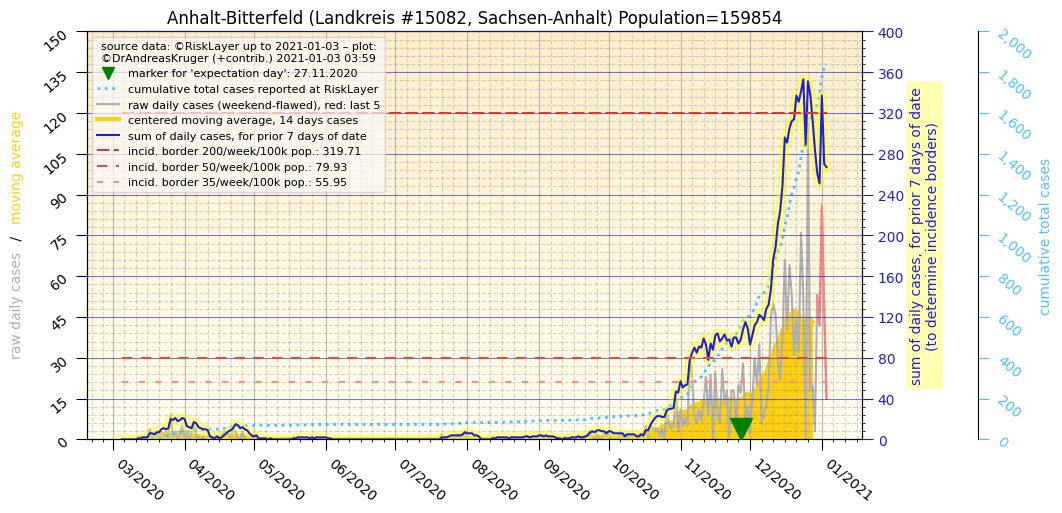 Anhalt-Bitterfeld (Landkreis #15082, Sachsen-Anhalt) Population=159854
source data: ©RiskLayer up to 2021-01-03 – plot:
©DrAndreasKruger (+contrib.) 2021-01-03 03:59
marker for 'expectation day': 27.11.2020
cumulative total cases reported at RiskLayer
raw daily cases (weekend-flawed), red: last 5
centered moving average, 14 days cases
sum of daily cases, for prior 7 days of date
incid. border 200/week/100k pop.: 319.71
incid. border 50/week/100k pop.: 79.93
incid. border 35/week/100k pop.: 55.95
raw daily cases / moving average
150
135
120
105
90
75
60
45
30
15
0
03/2020
04/2020
05/2020
06/2020
07/2020
08/2020
09/2020
10/2020
11/2020
12/2020
01/2021
400
360
320
280
240
200
160
120
80
40
0
sum of daily cases, for prior 7 days of date
(to determine incidence borders)
2,000
1,800
1,600
1,400
1,200
1,000
800
600
400
200
0
cumulative total cases